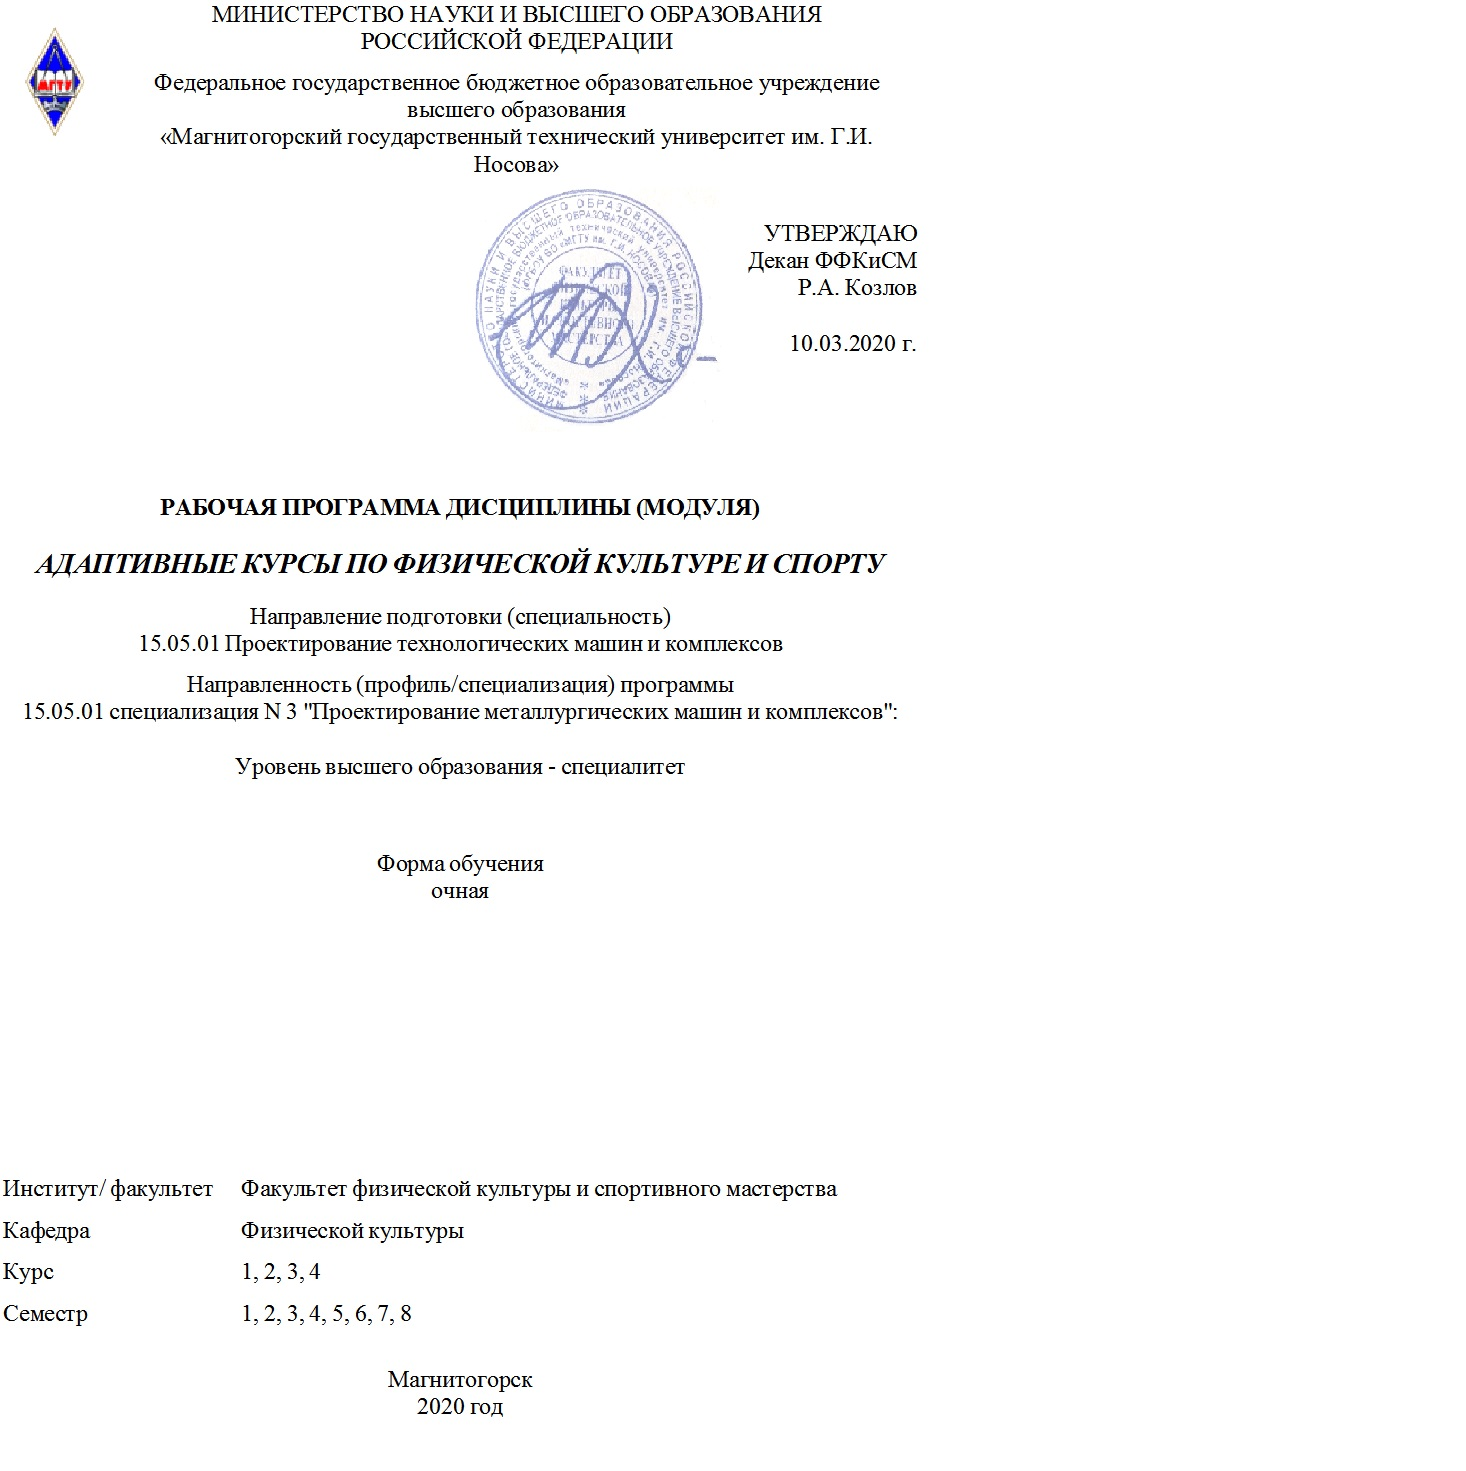 МИНИСТЕРСТВО НАУКИ И ВЫСШЕГО ОБРАЗОВАНИЯ
РОССИЙСКОЙ ФЕДЕРАЦИИ
МГТУ
Федеральное государственное бюджетное образовательное учреждение
высшего образования
«Магнитогорский государственный технический университет им. Г.И.
Носова»
УТВЕРЖДАЮ
Декан ФФКиСМ
Р.А. Козлов
10.03.2020 г.
РАБОЧАЯ ПРОГРАММА ДИСЦИПЛИНЫ (МОДУЛЯ)
АДАПТИВНЫЕ КУРСЫ ПО ФИЗИЧЕСКОЙ КУЛЬТУРЕ И СПОРТУ
Направление подготовки (специальность)
15.05.01 Проектирование технологических машин и комплексов
Направленность (профиль/специализация) программы
15.05.01 специализация N 3 "Проектирование металлургических машин и комплексов":
Уровень высшего образования - специалитет
Форма обучения
очная
Институт/ факультет Факультет физической культуры и спортивного мастерства
Кафедра Физической культуры
Курс 1, 2, 3, 4
Семестр 1, 2, 3, 4, 5, 6, 7, 8
Магнитогорск
2020 год